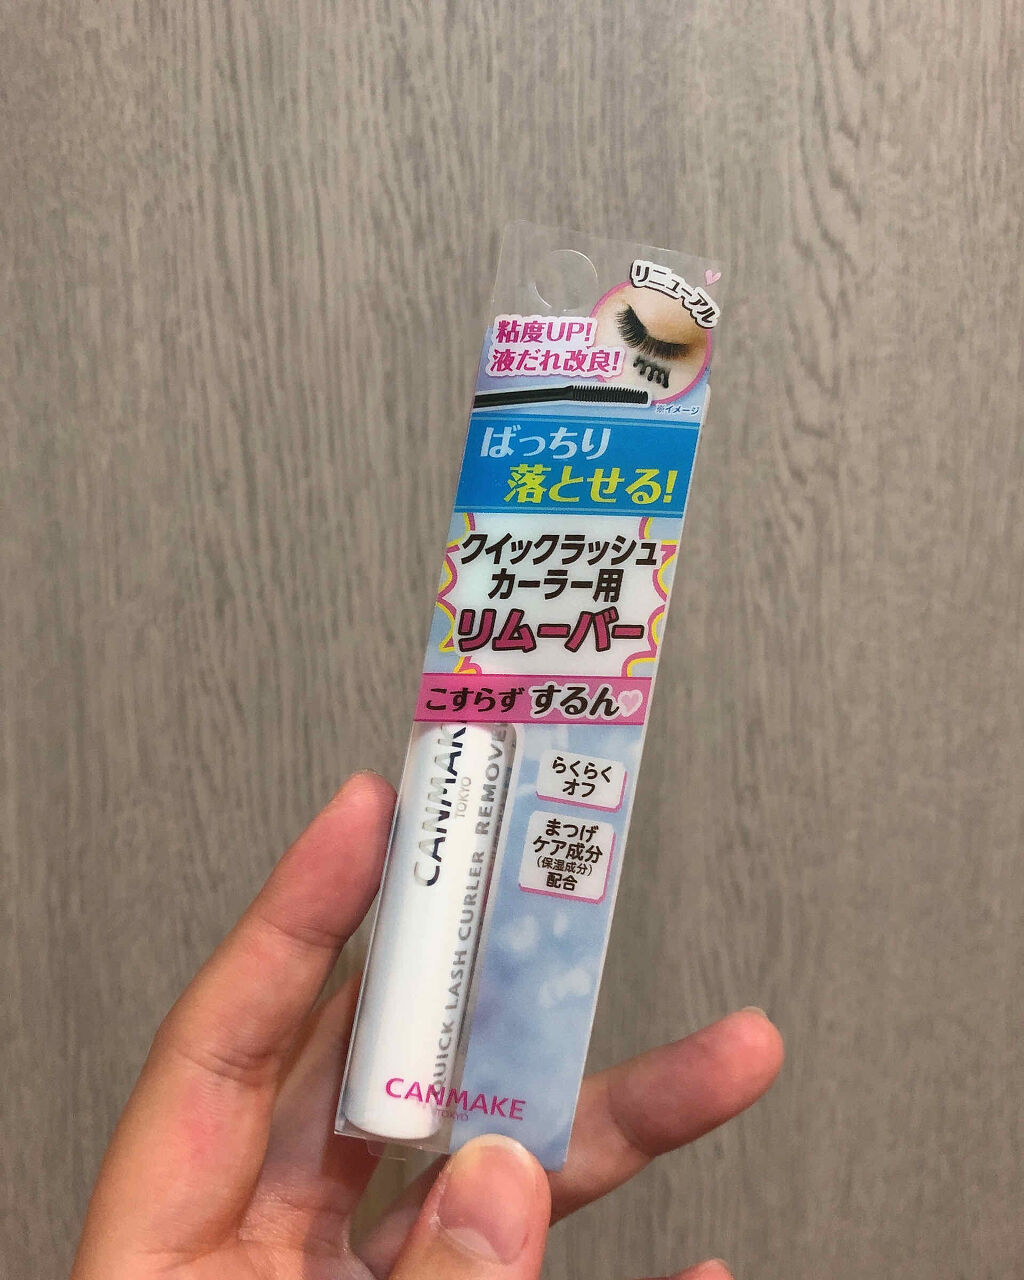 リニューアル
粘度UP!
液だれ改良!
※イメージ
ばっちり
落とせる!
クイックラッシュ
カーラー用
リムーバー
こすらず するん
らくらく
オフ
まつげ
ケア成分
(保湿成分)
配合
CANMAK
TOKYO
QUICK LASH CURLER REMOVER
CANMAKE
TOKYO